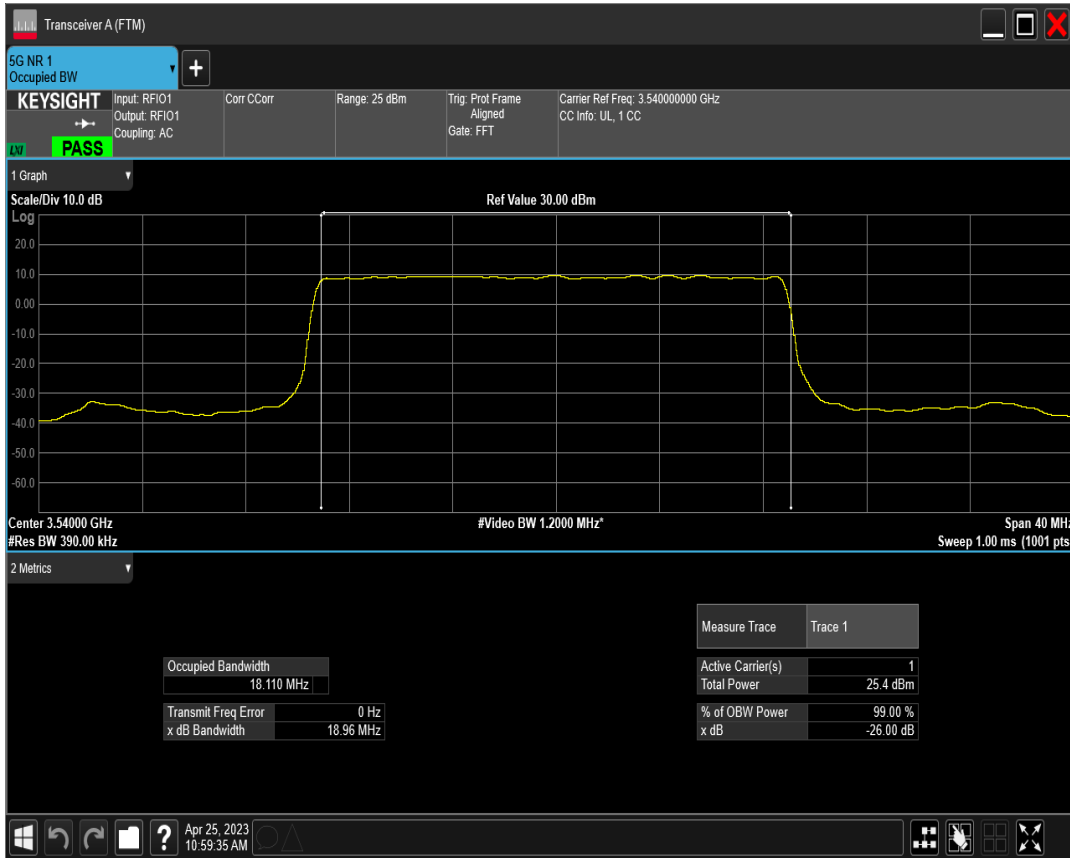 Transceiver A (FTM)
5G NR 1
Occupied BW
+
KEYSIGHT
LXI
PASS
Input: RFIO1
Output: RFIO1
Coupling: AC
Corr CCorr
Range: 25 dBm
Trig: Prot Frame
Aligned
Gate: FFT
Carrier Ref Freq: 3.540000000 GHz
CC Info: UL, 1 CC
1 Graph
Scale/Div 10.0 dB
Ref Value 30.00 dBm
Log
20.0
10.0
0.00
-10.0
-20.0
-30.0
-40.0
-50.0
-60.0
Center 3.54000 GHz
#Video BW 1.2000 MHz*
Span 40 MHz
#Res BW 390.00 kHz
Sweep 1.00 ms (1001 pts
2 Metrics
Measure Trace Trace 1
Occupied Bandwidth
18.110 MHz
Transmit Freq Error 0 Hz
x dB Bandwidth 18.96 MHz
Active Carrier(s) 1
Total Power 25.4 dBm
% of OBW Power 99.00 %
x dB -26.00 dB
?
Apr 25, 2023
10:59:35 AM